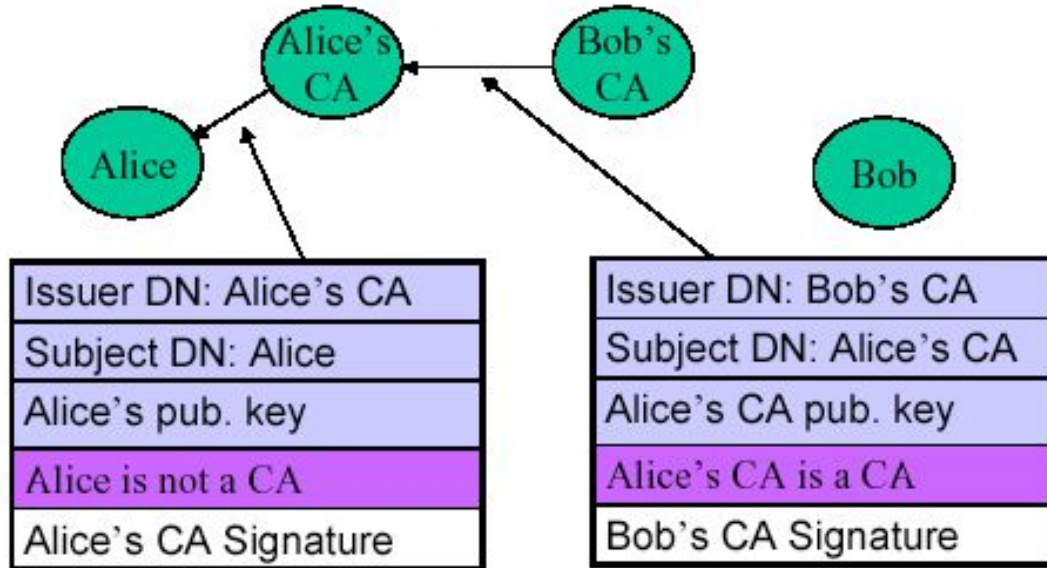 Alice's
CA
Bob's
CA
Alice
Bob
Issuer DN: Alice's CA
Subject DN: Alice
Alice's pub. key
Alice is not a CA
Alice's CA Signature
Issuer DN: Bob's CA
Subject DN: Alice's CA
Alice's CA pub. key
Alice's CA is a CA
Bob's CA Signature